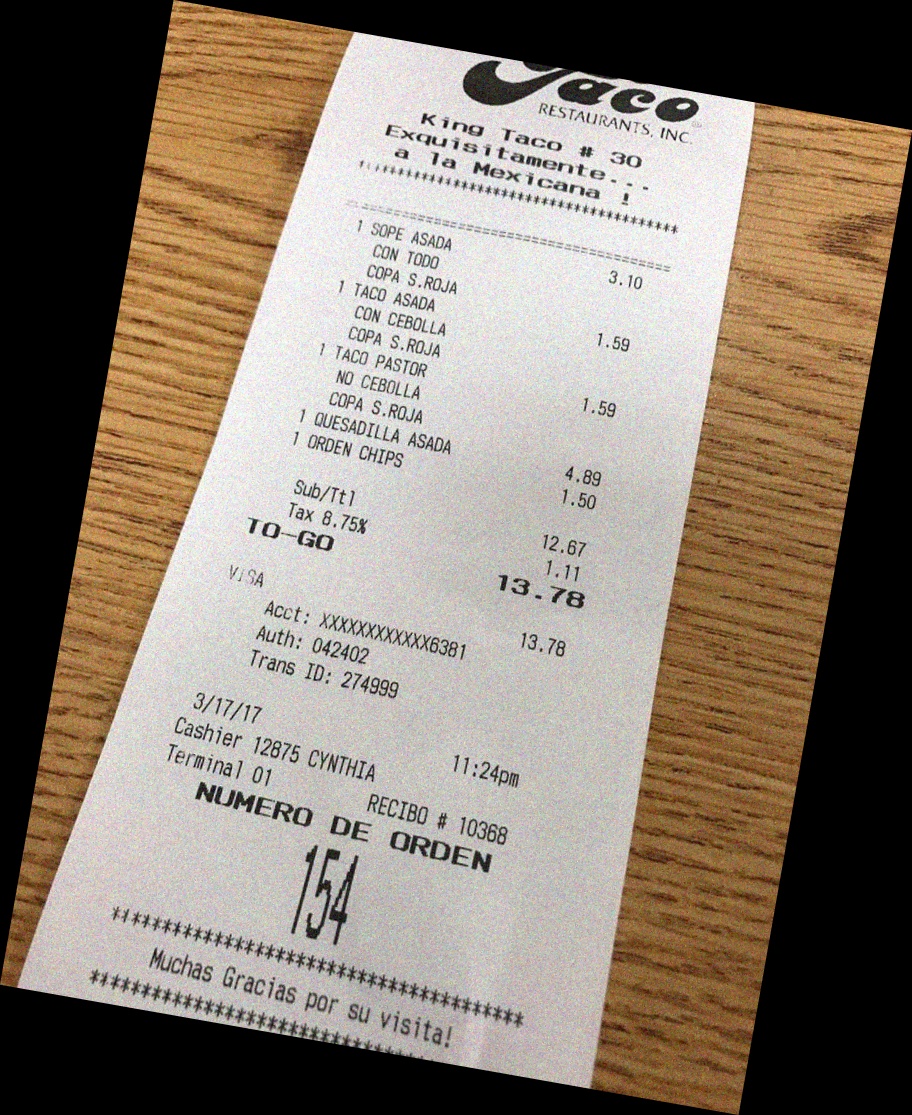 Taco
RESTAURANTS, INC.
King Taco # 30
Exquisitamente...
a la Mexicana !
****************************************
========================================
1 SOPE ASADA 3.10
CON TODO
COPA S.ROJA
1 TACO ASADA 1.59
CON CEBOLLA
COPA S.ROJA
1 TACO PASTOR 1.59
NO CEBOLLA
COPA S.ROJA
1 QUESADILLA ASADA 4.89
1 ORDEN CHIPS 1.50
Sub/Ttl 12.67
Tax 8.75% 1.11
TO-GO 13.78
VISA 13.78
Acct: XXXXXXXXXXXX6381
Auth: 042402
Trans ID: 274999
3/17/17 11:24pm
Cashier 12875 CYNTHIA
Terminal 01 RECIBO # 10368
NUMERO DE ORDEN
154
****************************************
Muchas Gracias por su visita!
****************************************